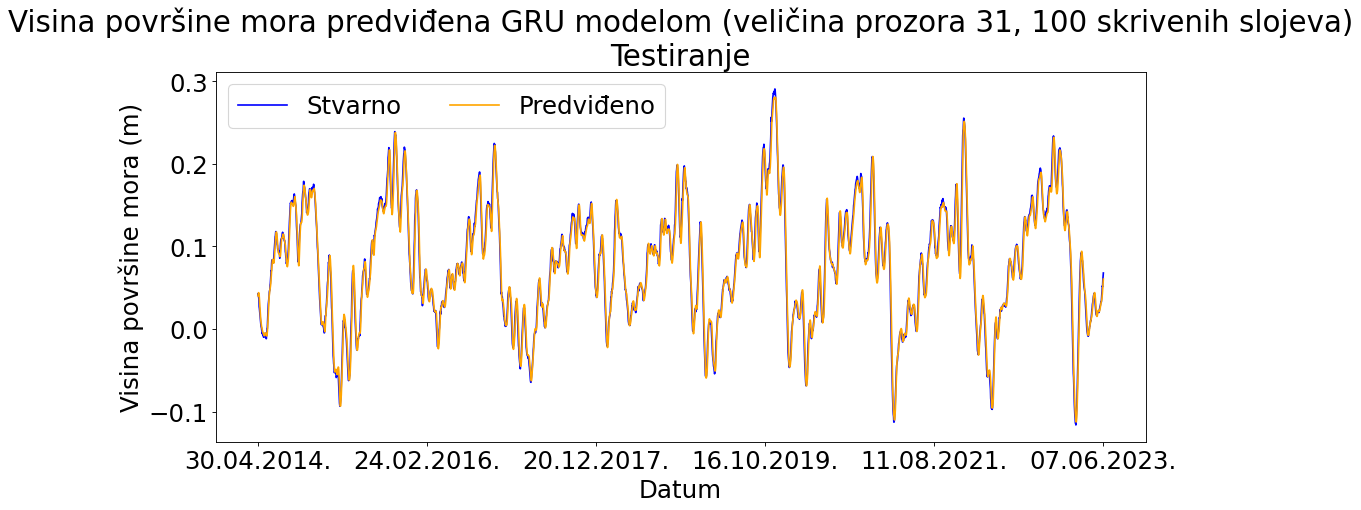 Visina površine mora predviđena GRU modelom (veličina prozora 31, 100 skrivenih slojeva)
Testiranje
Stvarno
Predviđeno
Visina površine mora (m)
0.3
0.2
0.1
0.0
−0.1
30.04.2014.
24.02.2016.
20.12.2017.
16.10.2019.
11.08.2021.
07.06.2023.
Datum